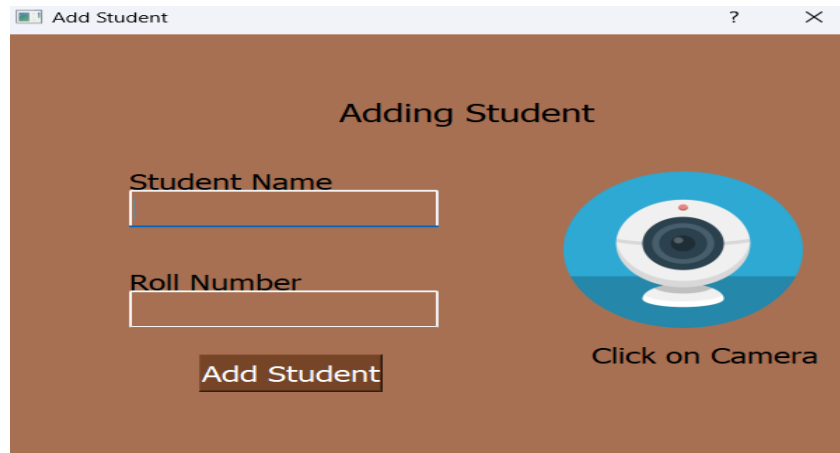 Add Student
?
Adding Student
Student Name
Roll Number
Add Student
Click on Camera